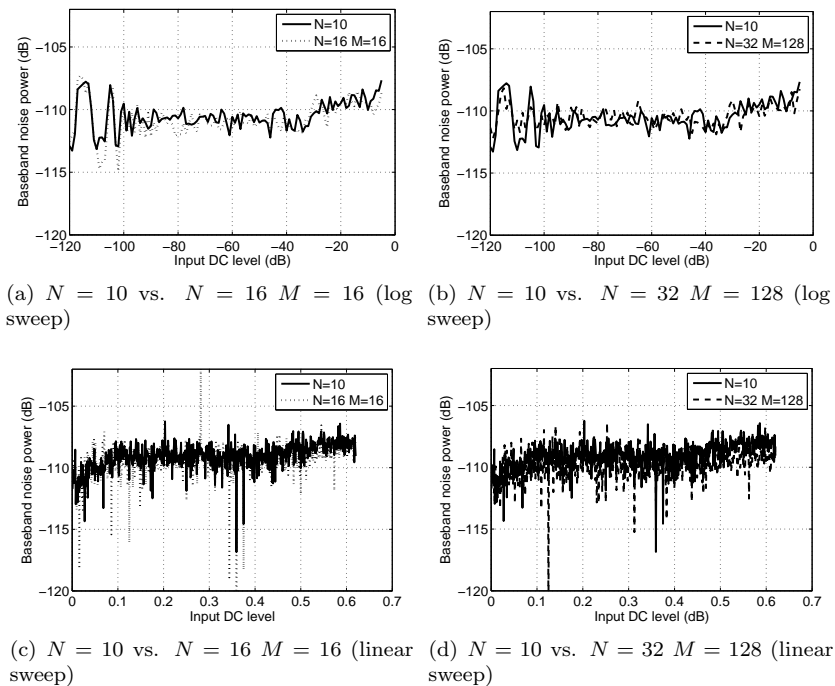 −105
−110
−115
−120
−120
−100
−80
−60
−40
−20
0
Input DC level (dB)
Baseband noise power (dB)
N=10
N=16 M=16
−105
−110
−115
−120
−120
−100
−80
−60
−40
−20
0
Input DC level (dB)
Baseband noise power (dB)
N=10
N=32 M=128
(a) N = 10 vs. N = 16 M = 16 (log
sweep)
(b) N = 10 vs. N = 32 M = 128 (log
sweep)
−105
−110
−115
−120
0
0.1
0.2
0.3
0.4
0.5
0.6
0.7
Input DC level
Baseband noise power (dB)
N=10
N=16 M=16
−105
−110
−115
−120
0
0.1
0.2
0.3
0.4
0.5
0.6
0.7
Input DC level (dB)
Baseband noise power (dB)
N=10
N=32 M=128
(c) N = 10 vs. N = 16 M = 16 (linear
sweep)
(d) N = 10 vs. N = 32 M = 128 (linear
sweep)